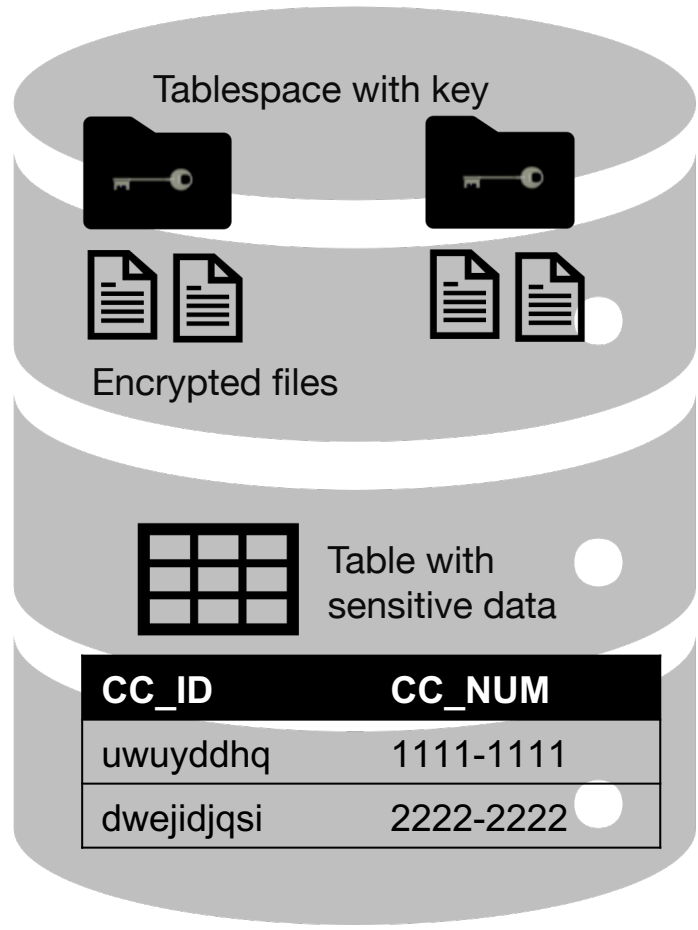 Tablespace with key
Encrypted files
Table with
sensitive data
CC_ID CC_NUM
uwuyddhq 1111-1111
dwejidjqsi 2222-2222